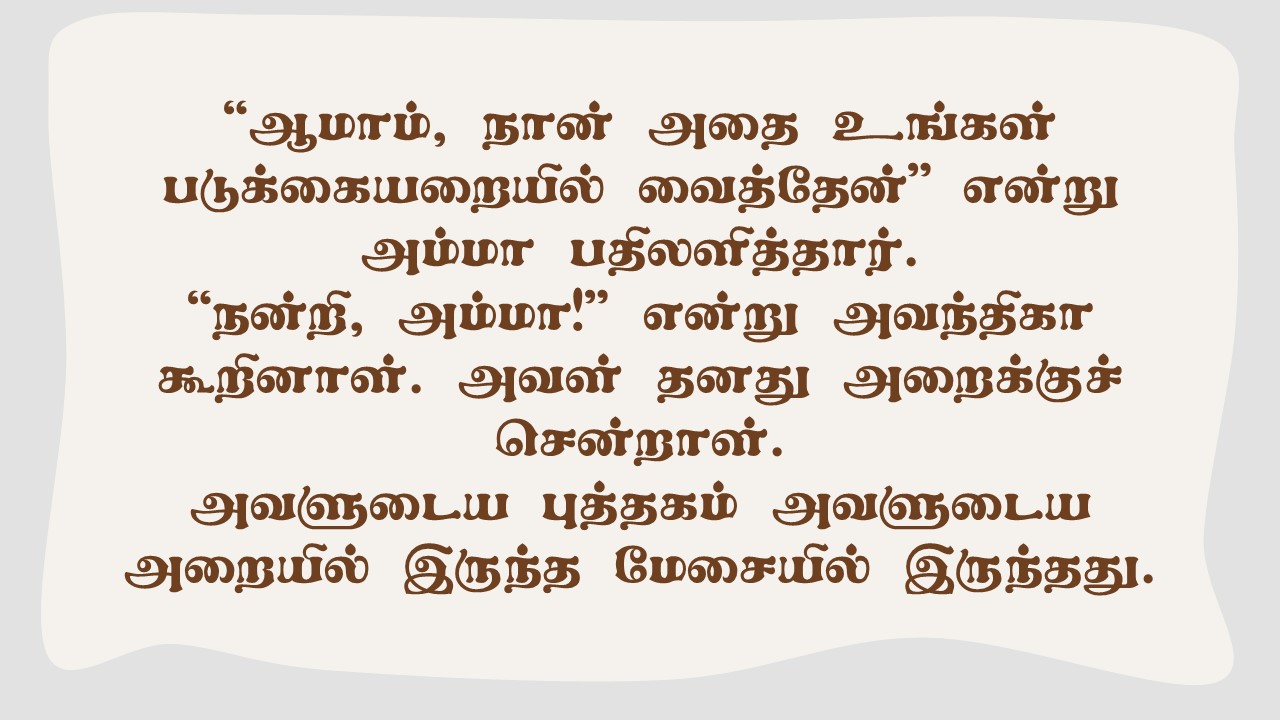 “ஆமாம், நான் அதை உங்கள்
படுக்கையறையில் வைத்தேன்” என்று
அம்மா பதிலளித்தார்.
“நன்றி, அம்மா!” என்று அவந்திகா
கூறினாள். அவள் தனது அறைக்குச்
சென்றாள்.
அவளுடைய புத்தகம் அவளுடைய
அறையில் இருந்த மேசையில் இருந்தது.